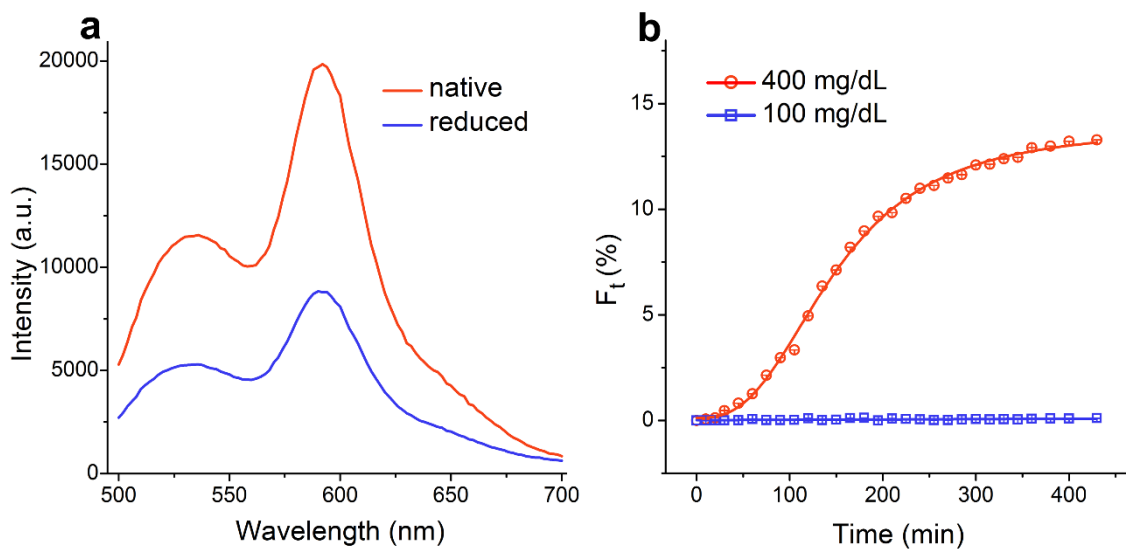 a
native
reduced
20000
15000
10000
5000
0
Intensity (a.u.)
500
550
600
650
700
Wavelength (nm)
b
400 mg/dL
100 mg/dL
15
10
5
0
Fₜ (%)
0
100
200
300
400
Time (min)